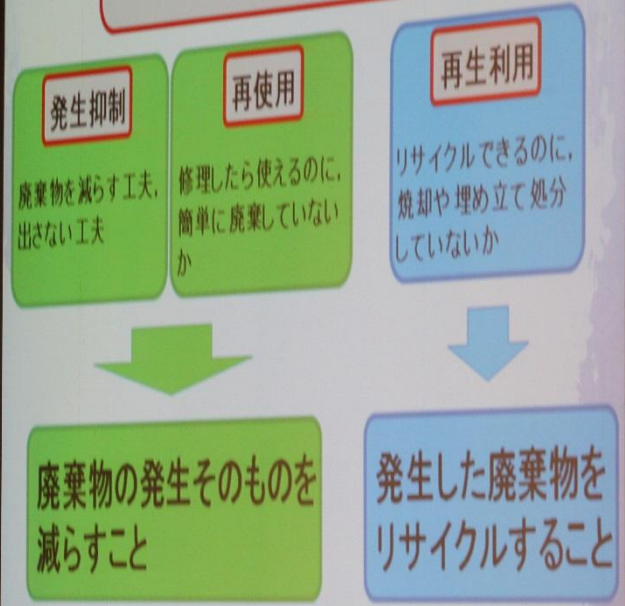 発生抑制
廃棄物を減らす工夫,
出さない工夫
再使用
修理したら使えるのに,
簡単に廃棄していない
か
再生利用
リサイクルできるのに,
焼却や埋め立て処分
していないか
廃棄物の発生そのものを
減らすこと
発生した廃棄物を
リサイクルすること